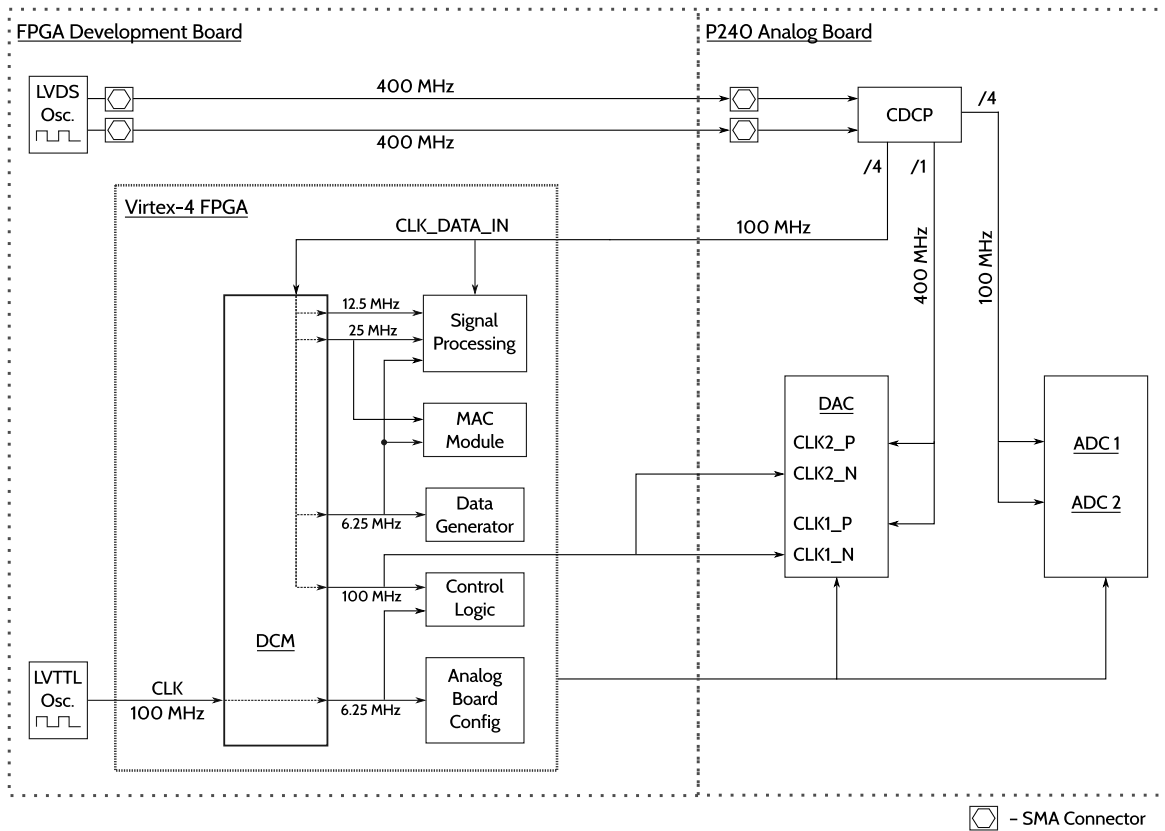 FPGA Development Board
P240 Analog Board
LVDS
Osc.
400 MHz
400 MHz
CDCP
/4
/4
/1
Virtex-4 FPGA
CLK_DATA_IN
100 MHz
400 MHz
100 MHz
12.5 MHz
25 MHz
Signal
Processing
MAC
Module
6.25 MHz
Data
Generator
100 MHz
Control
Logic
DCM
DAC
CLK2_P
CLK2_N
CLK1_P
CLK1_N
ADC 1
ADC 2
LVTTL
Osc.
CLK
100 MHz
6.25 MHz
Analog
Board
Config
- SMA Connector